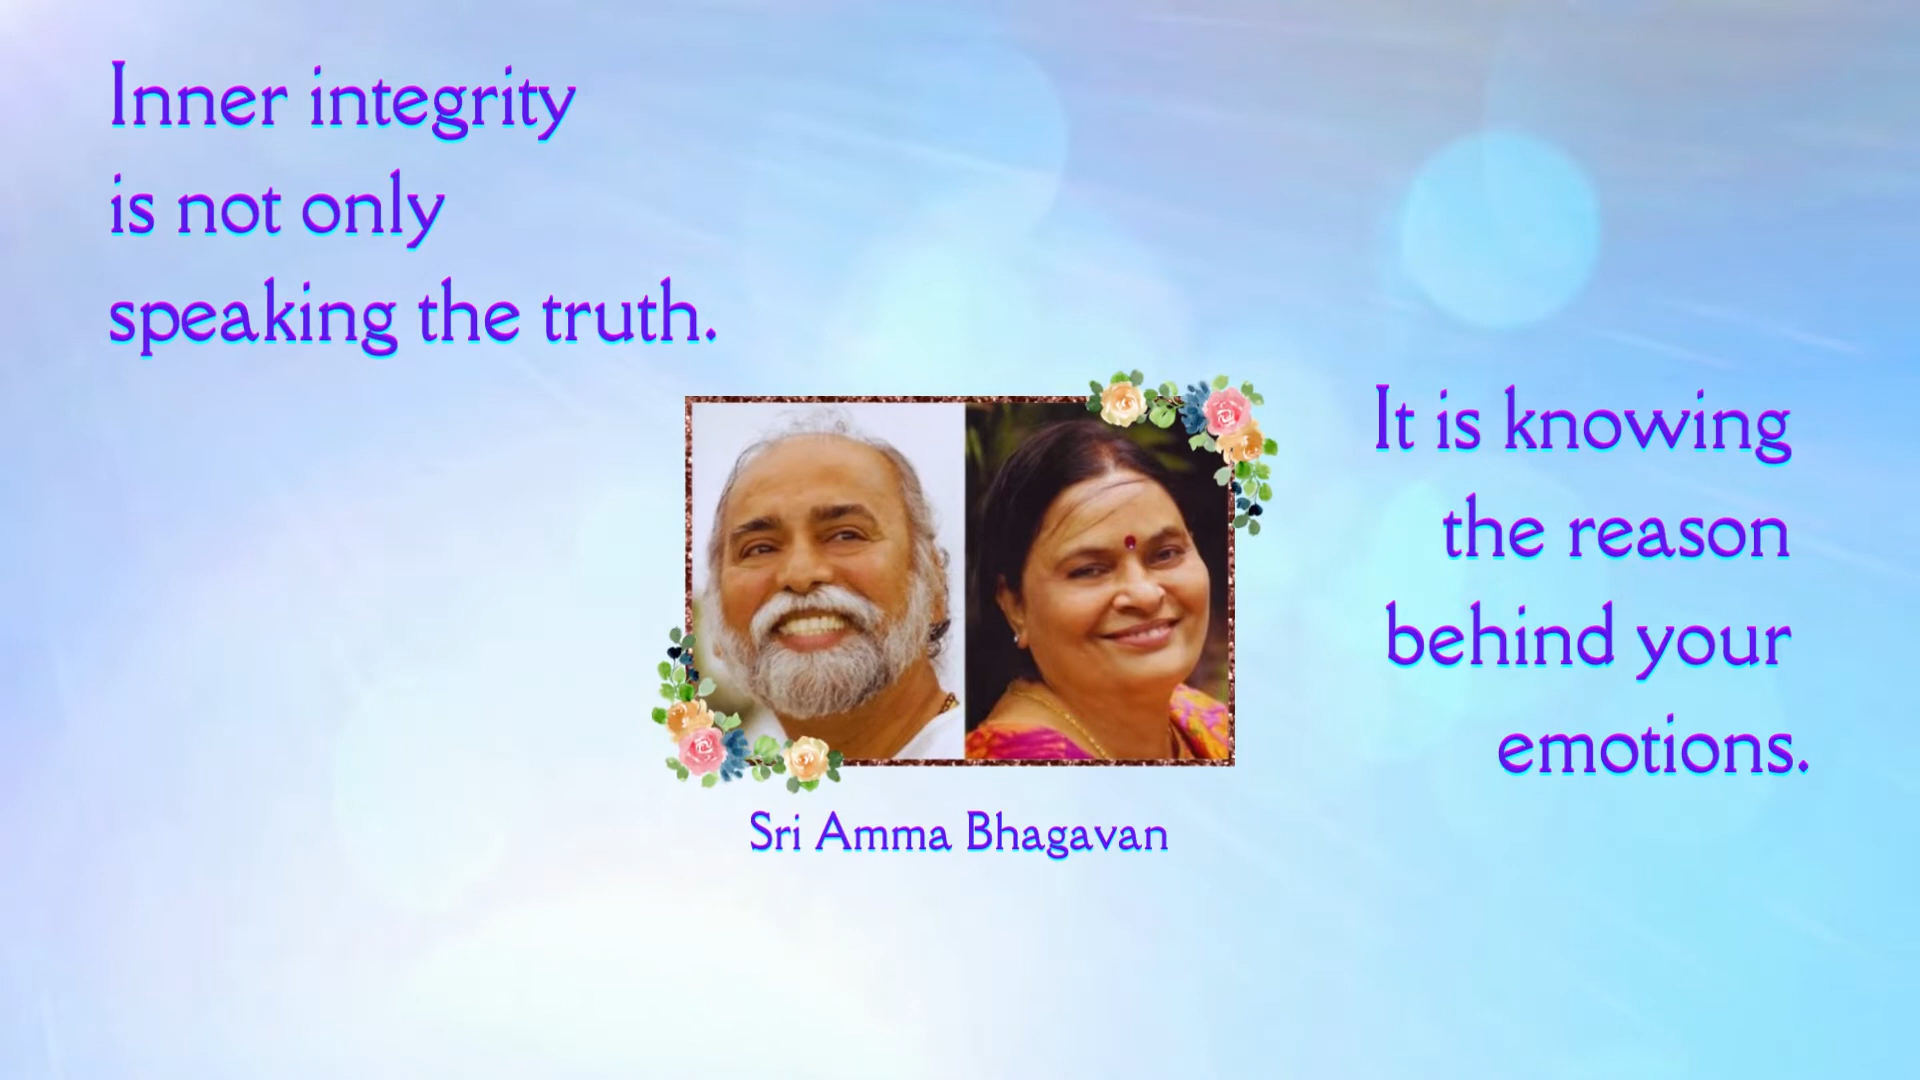 Inner integrity
is not only
speaking the truth.
It is knowing
the reason
behind your
emotions.
Sri Amma Bhagavan